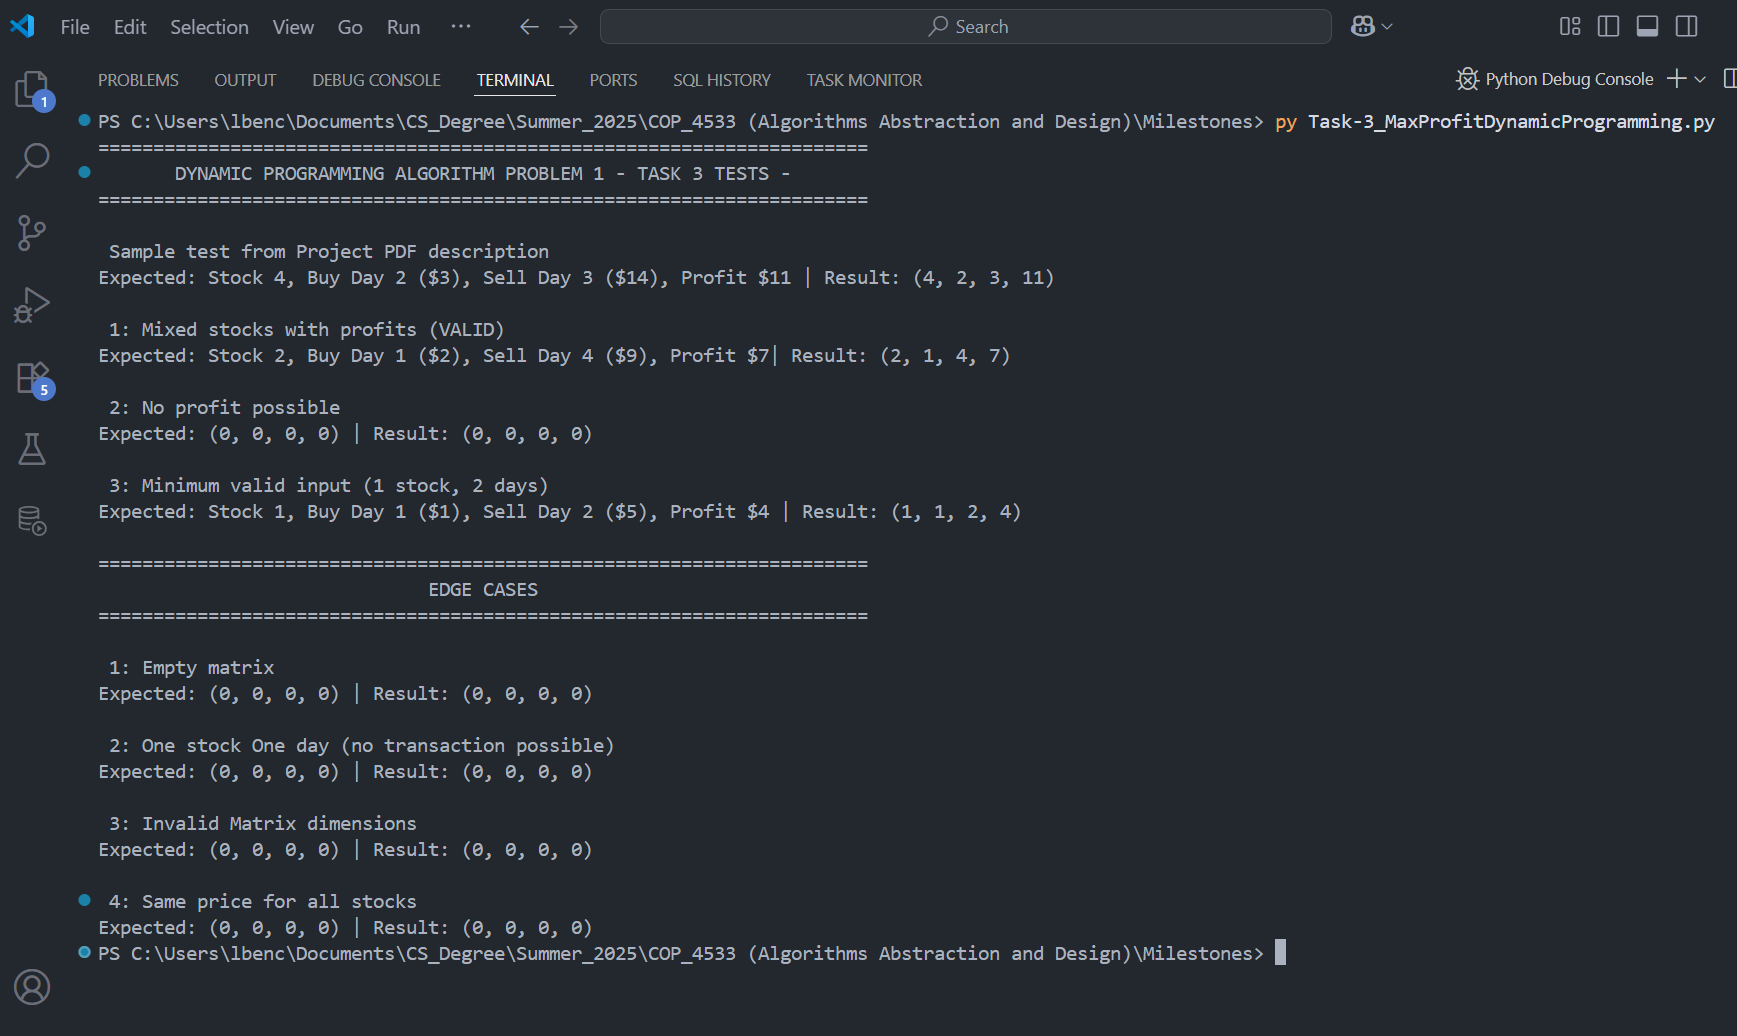 File Edit Selection View Go Run ··· Search
PROBLEMS OUTPUT DEBUG CONSOLE TERMINAL PORTS SQL HISTORY TASK MONITOR Python Debug Console
1
5
PS C:\Users\lbenc\Documents\CS_Degree\Summer_2025\COP_4533 (Algorithms Abstraction and Design)\Milestones> py Task-3_MaxProfitDynamicProgramming.py
======================================================================
DYNAMIC PROGRAMMING ALGORITHM PROBLEM 1 - TASK 3 TESTS -
======================================================================
Sample test from Project PDF description
Expected: Stock 4, Buy Day 2 ($3), Sell Day 3 ($14), Profit $11 | Result: (4, 2, 3, 11)
1: Mixed stocks with profits (VALID)
Expected: Stock 2, Buy Day 1 ($2), Sell Day 4 ($9), Profit $7| Result: (2, 1, 4, 7)
2: No profit possible
Expected: (0, 0, 0, 0) | Result: (0, 0, 0, 0)
3: Minimum valid input (1 stock, 2 days)
Expected: Stock 1, Buy Day 1 ($1), Sell Day 2 ($5), Profit $4 | Result: (1, 1, 2, 4)
======================================================================
EDGE CASES
======================================================================
1: Empty matrix
Expected: (0, 0, 0, 0) | Result: (0, 0, 0, 0)
2: One stock One day (no transaction possible)
Expected: (0, 0, 0, 0) | Result: (0, 0, 0, 0)
3: Invalid Matrix dimensions
Expected: (0, 0, 0, 0) | Result: (0, 0, 0, 0)
4: Same price for all stocks
Expected: (0, 0, 0, 0) | Result: (0, 0, 0, 0)
PS C:\Users\lbenc\Documents\CS_Degree\Summer_2025\COP_4533 (Algorithms Abstraction and Design)\Milestones>